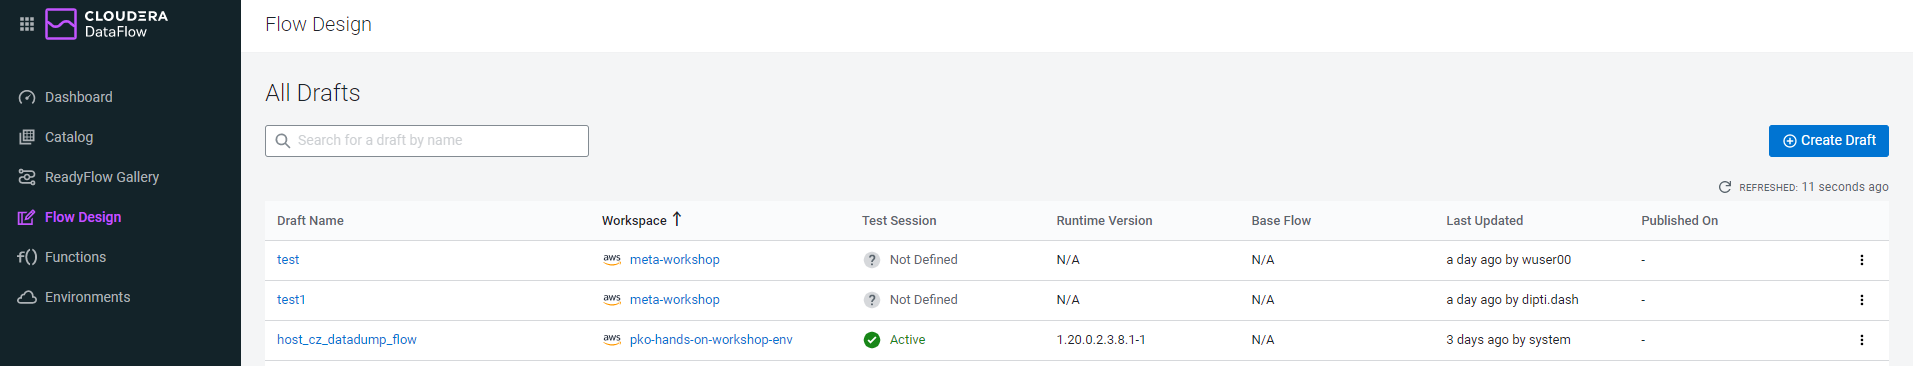 CLOUDERA
DataFlow
Dashboard
Catalog
ReadyFlow Gallery
Flow Design
f() Functions
Environments
Flow Design
All Drafts
Search for a draft by name
Create Draft
REFRESHED: 11 seconds ago
Draft Name Workspace ↑ Test Session Runtime Version Base Flow Last Updated Published On
test aws meta-workshop ? Not Defined N/A N/A a day ago by wuser00 -
test1 aws meta-workshop ? Not Defined N/A N/A a day ago by dipti.dash -
host_cz_datadump_flow aws pko-hands-on-workshop-env Active 1.20.0.2.3.8.1-1 N/A 3 days ago by system -